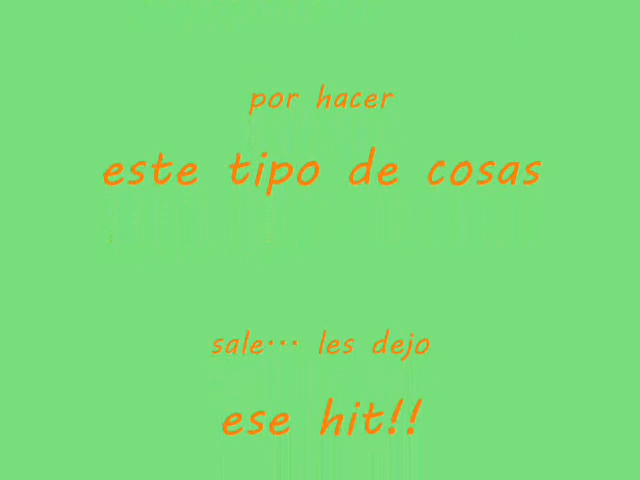 por hacer
este tipo de cosas
sale... les dejo
ese hit!!